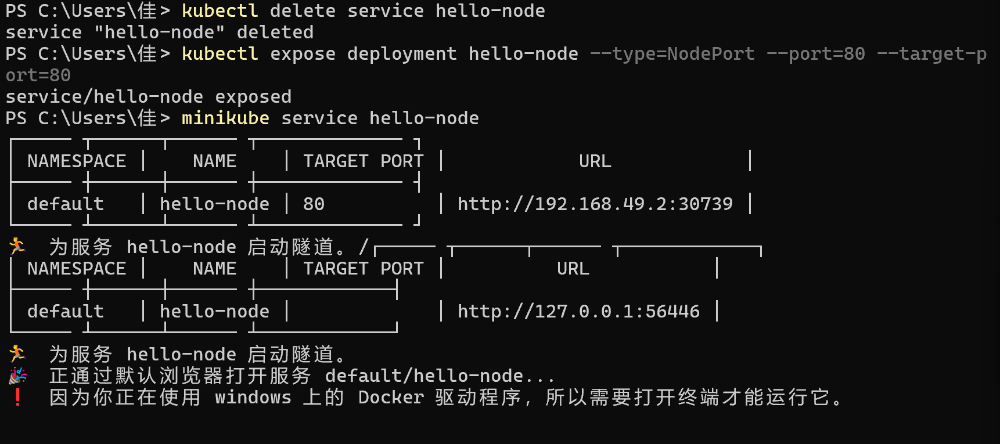 PS C:\Users\佳> kubectl delete service hello-node
service "hello-node" deleted
PS C:\Users\佳> kubectl expose deployment hello-node --type=NodePort --port=80 --target-p
ort=80
service/hello-node exposed
PS C:\Users\佳> minikube service hello-node
NAMESPACE | NAME | TARGET PORT | URL |
default | hello-node | 80 | http://192.168.49.2:30739 |
🏃 为服务 hello-node 启动隧道。/
NAMESPACE | NAME | TARGET PORT | URL |
default | hello-node | | http://127.0.0.1:56446 |
🏃 为服务 hello-node 启动隧道。
🎉 正通过默认浏览器打开服务 default/hello-node...
❗ 因为你正在使用 windows 上的 Docker 驱动程序，所以需要打开终端才能运行它。